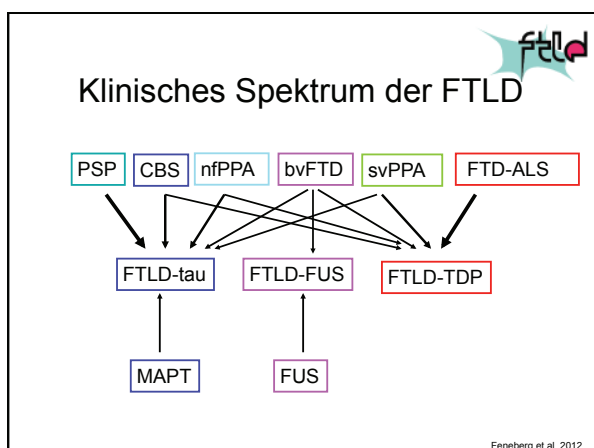 ftld
Klinisches Spektrum der FTLD
PSP CBS nfPPA bvFTD svPPA FTD-ALS
FTLD-tau FTLD-FUS FTLD-TDP
MAPT FUS
Feneberg et al. 2012